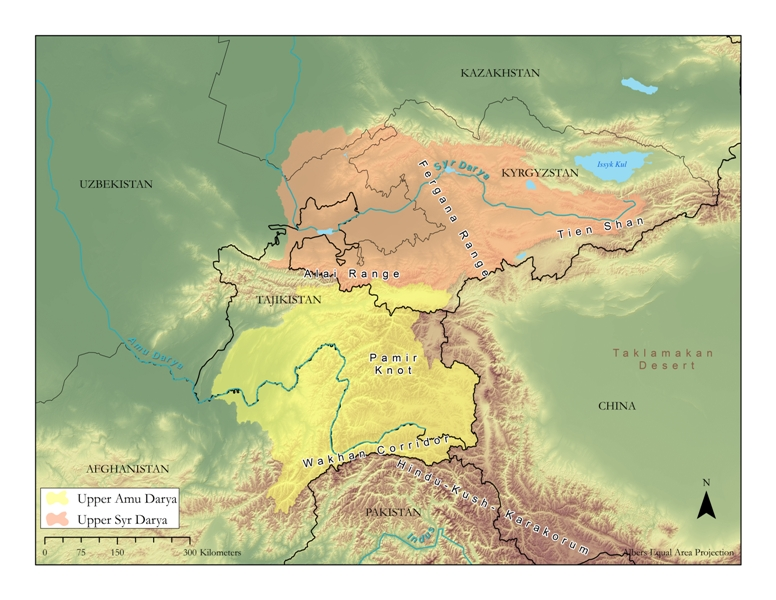 KAZAKHSTAN
Syr Darya
KYRGYZSTAN
Issyk Kul
UZBEKISTAN
Fergana Range
Tien Shan
Alai Range
TAJIKISTAN
Amu Darya
Pamir
Knot
Taklamakan
Desert
CHINA
Wakhan Corridor
AFGHANISTAN
Hindu Kush - Karakorum
PAKISTAN
Indus
N
Upper Amu Darya
Upper Syr Darya
0 75 150 300 Kilometers
Albers Equal Area Projection